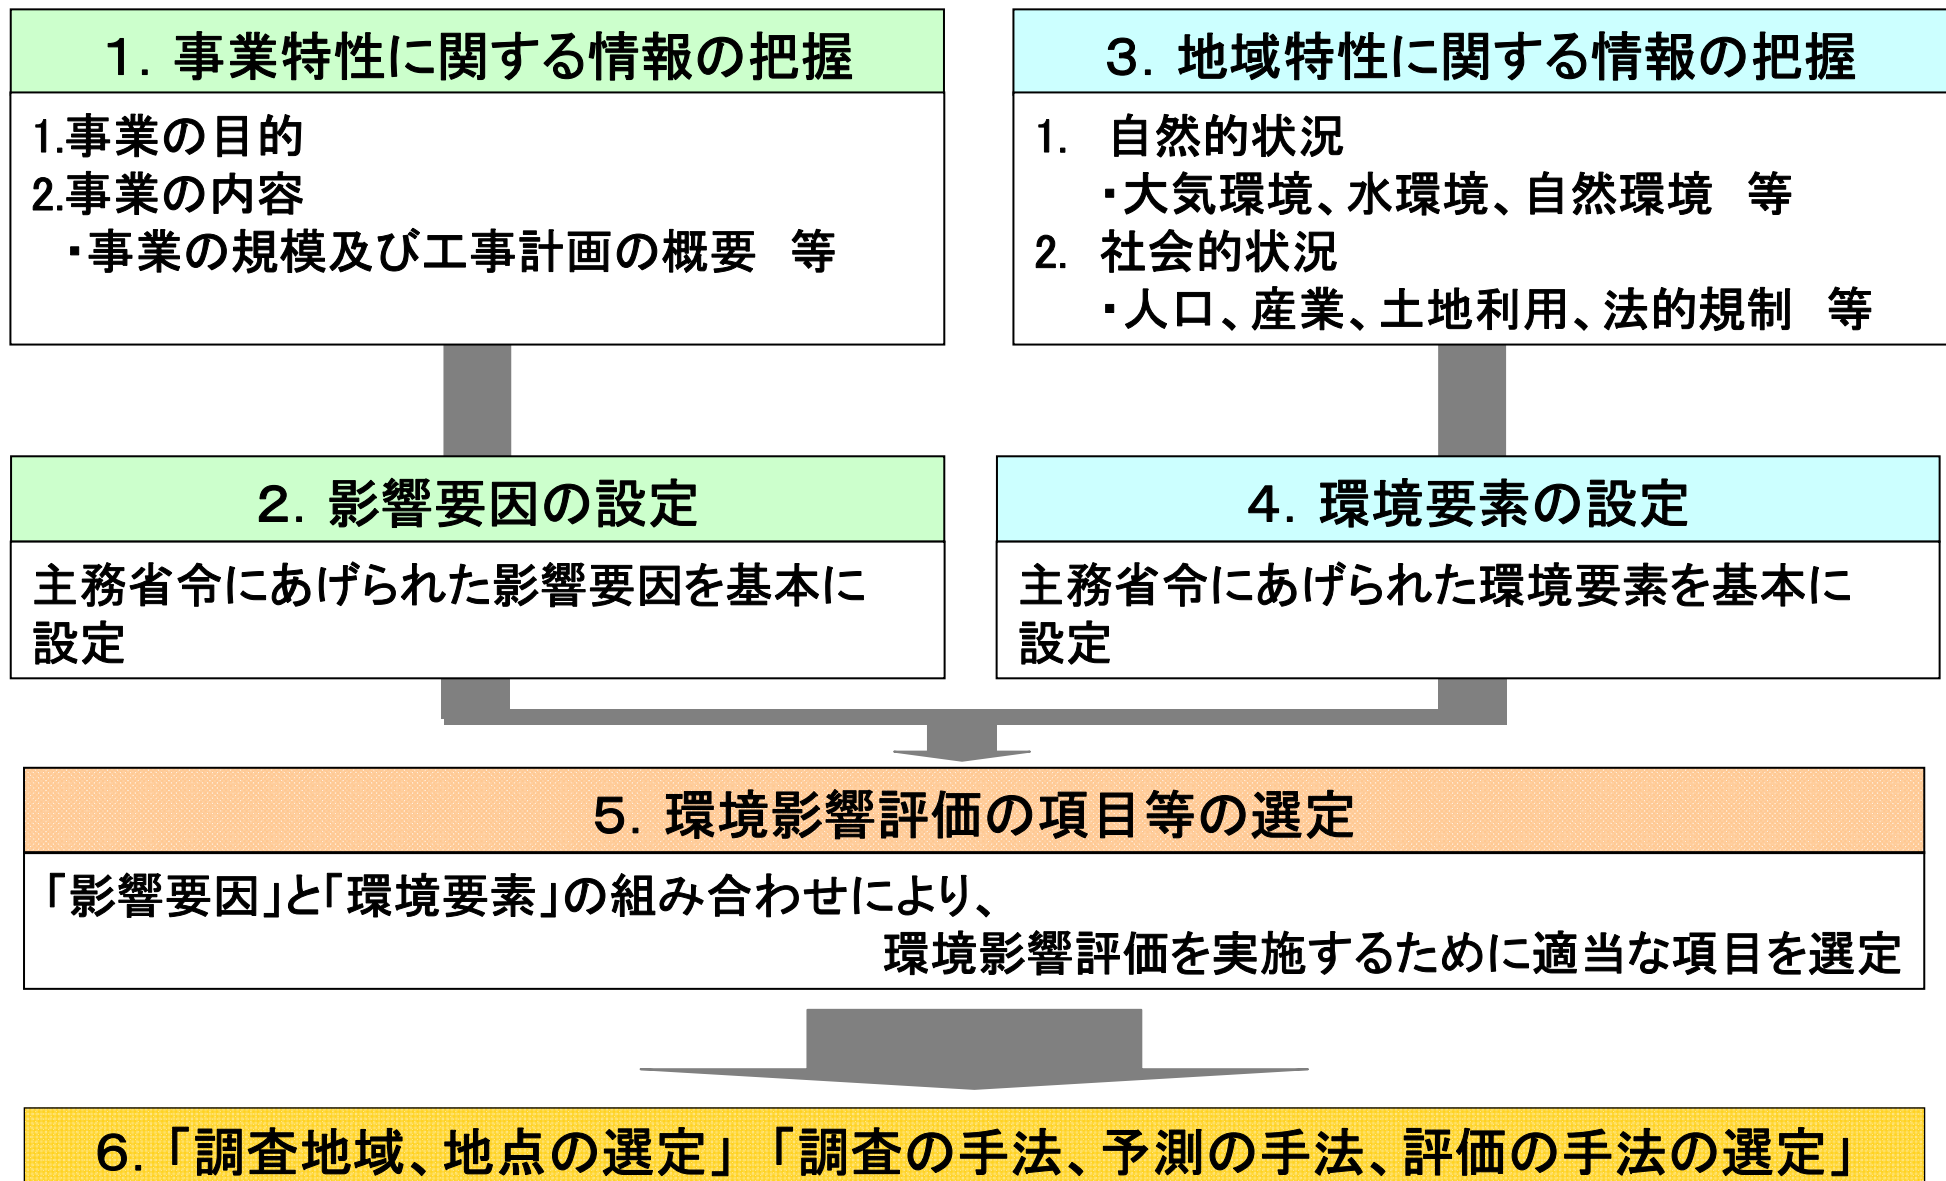 １．事業特性に関する情報の把握
1.事業の目的
2.事業の内容
・事業の規模及び工事計画の概要　等
３．地域特性に関する情報の把握
1.　自然的状況
・大気環境、水環境、自然環境　等
2.　社会的状況
・人口、産業、土地利用、法的規制　等
２．影響要因の設定
主務省令にあげられた影響要因を基本に
設定
４．環境要素の設定
主務省令にあげられた環境要素を基本に
設定
５．環境影響評価の項目等の選定
「影響要因」と「環境要素」の組み合わせにより、
環境影響評価を実施するために適当な項目を選定
６．「調査地域、地点の選定」「調査の手法、予測の手法、評価の手法の選定」